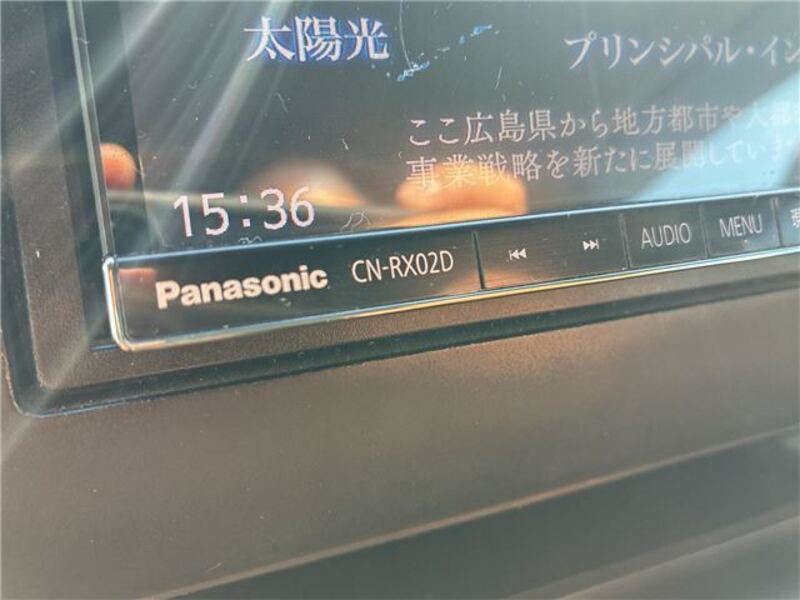 太陽光
プリンシパル・イン
ここ広島県から地方都市や大都
事業戦略を新たに展開していま
15:36
Panasonic CN-RX02D AUDIO MENU